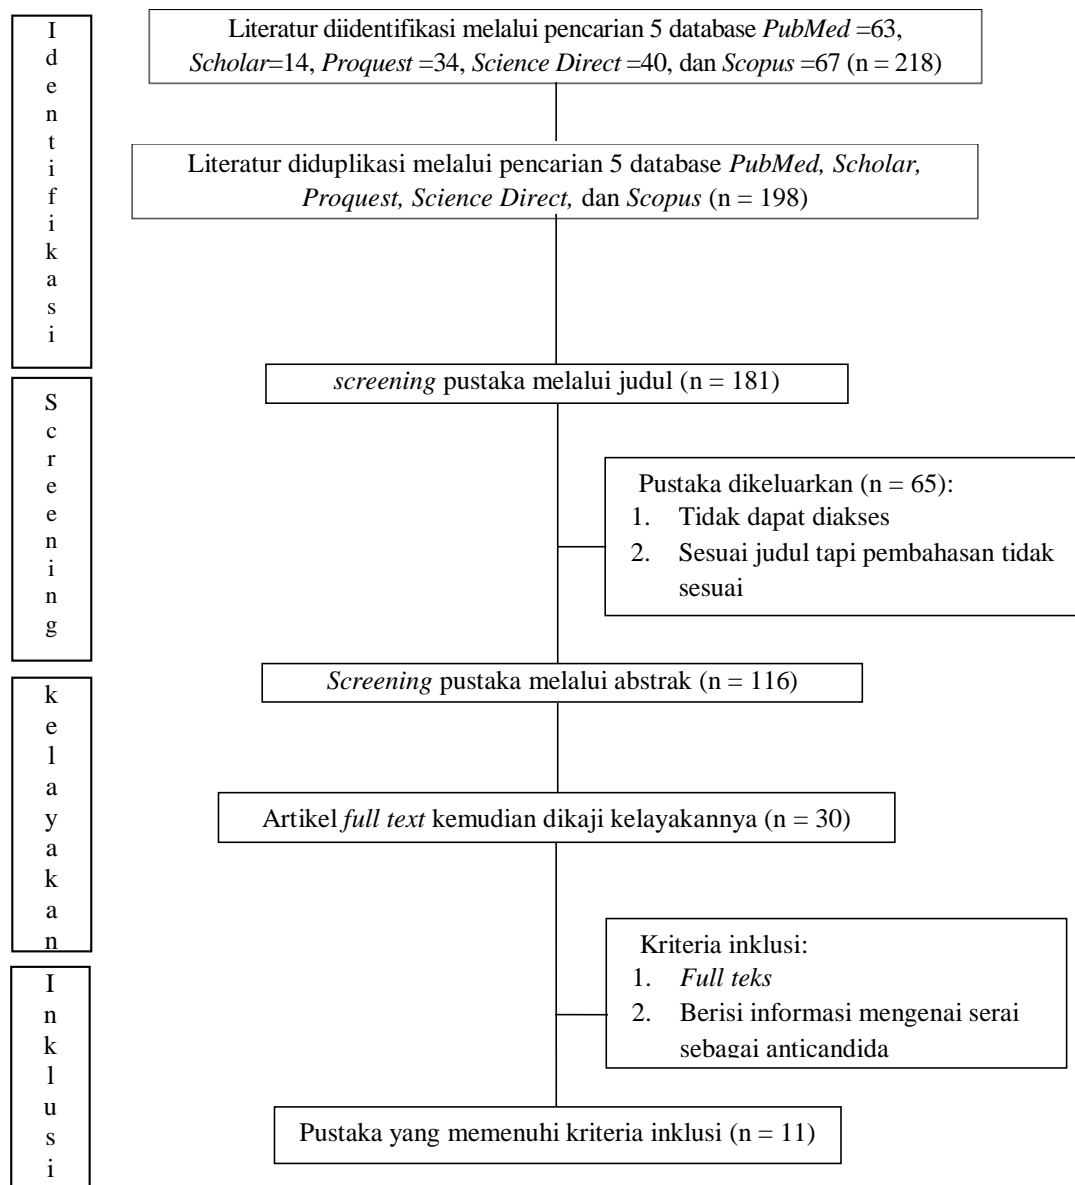 Identifikasi
Literatur diidentifikasi melalui pencarian 5 database PubMed =63,
Scholar=14, Proquest =34, Science Direct =40, dan Scopus =67 (n = 218)
Literatur diduplikasi melalui pencarian 5 database PubMed, Scholar,
Proquest, Science Direct, dan Scopus (n = 198)
Screening
screening pustaka melalui judul (n = 181)
Pustaka dikeluarkan (n = 65):
1. Tidak dapat diakses
2. Sesuai judul tapi pembahasan tidak
sesuai
kelayakan
Screening pustaka melalui abstrak (n = 116)
Artikel full text kemudian dikaji kelayakannya (n = 30)
Inklusi
Kriteria inklusi:
1. Full teks
2. Berisi informasi mengenai serai
sebagai anticandida
Pustaka yang memenuhi kriteria inklusi (n = 11)